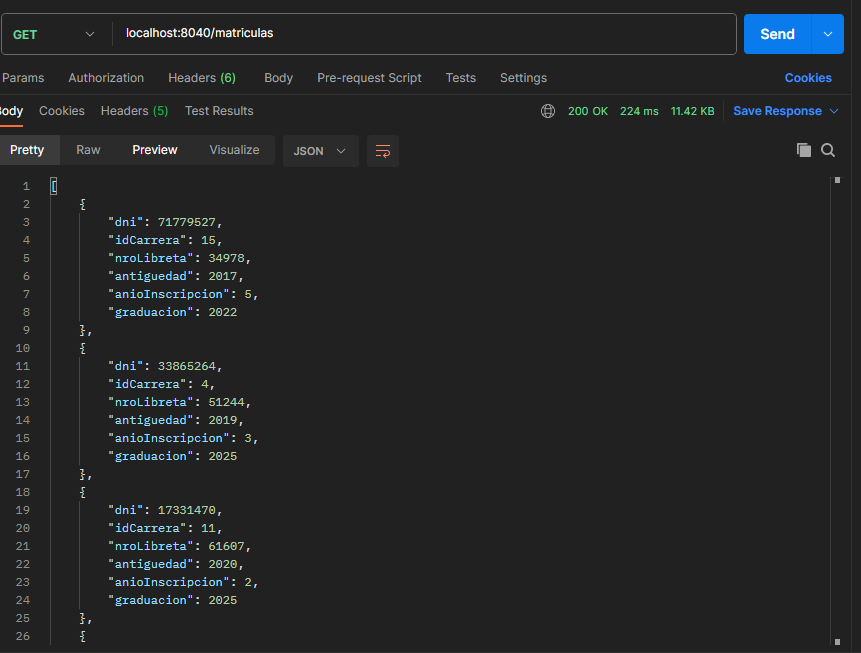 GET localhost:8040/matriculas Send
Params Authorization Headers (6) Body Pre-request Script Tests Settings Cookies
Body Cookies Headers (5) Test Results 200 OK 224 ms 11.42 KB Save Response
Pretty Raw Preview Visualize JSON
1 [
2 {
3 "dni": 71779527,
4 "idCarrera": 15,
5 "nroLibreta": 34978,
6 "antiguedad": 2017,
7 "anioInscripcion": 5,
8 "graduacion": 2022
9 },
10 {
11 "dni": 33865264,
12 "idCarrera": 4,
13 "nroLibreta": 51244,
14 "antiguedad": 2019,
15 "anioInscripcion": 3,
16 "graduacion": 2025
17 },
18 {
19 "dni": 17331470,
20 "idCarrera": 11,
21 "nroLibreta": 61607,
22 "antiguedad": 2020,
23 "anioInscripcion": 2,
24 "graduacion": 2025
25 },
26 {